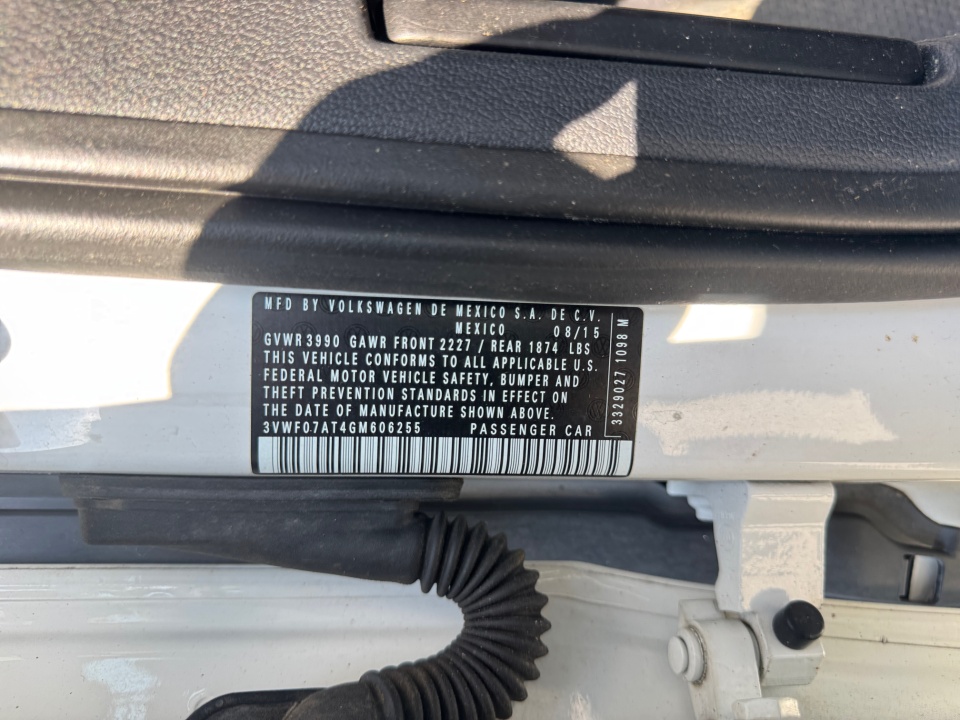 MFD BY VOLKSWAGEN DE MEXICO S.A. DE C.V.
MEXICO 08/15
GVWR 3990 GAWR FRONT 2227 / REAR 1874 LBS
THIS VEHICLE CONFORMS TO ALL APPLICABLE U.S.
FEDERAL MOTOR VEHICLE SAFETY, BUMPER AND
THEFT PREVENTION STANDARDS IN EFFECT ON
THE DATE OF MANUFACTURE SHOWN ABOVE.
3VWF07AT4GM606255 PASSENGER CAR
3329027 1098 M